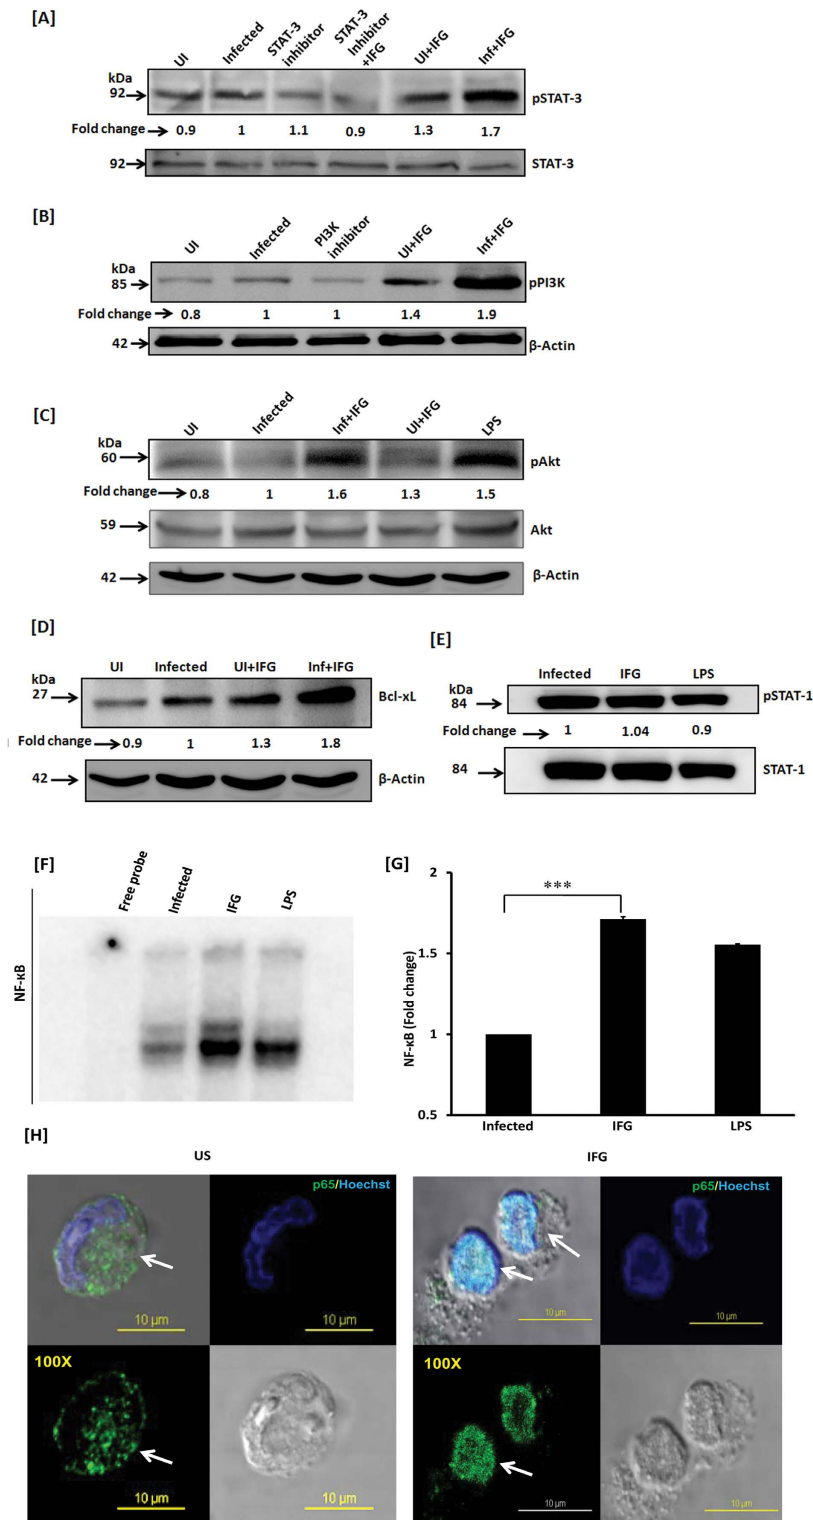 [A]
UI Infected STAT-3 inhibitor STAT-3 Inhibitor +IFG UI+IFG Inf+IFG
kDa
92 pSTAT-3
Fold change 0.9 1 1.1 0.9 1.3 1.7
92 STAT-3
[B]
UI Infected PI3K inhibitor UI+IFG Inf+IFG
kDa
85 pPI3K
Fold change 0.8 1 1 1.4 1.9
42 β-Actin
[C]
UI Infected Inf+IFG UI+IFG LPS
kDa
60 pAkt
Fold change 0.8 1 1.6 1.3 1.5
59 Akt
42 β-Actin
[D]
UI Infected UI+IFG Inf+IFG
kDa
27 Bcl-xL
Fold change 0.9 1 1.3 1.8
42 β-Actin
[E]
Infected IFG LPS
kDa
84 pSTAT-1
Fold change 1 1.04 0.9
84 STAT-1
[F]
Free probe Infected IFG LPS
NF-κB
[G]
NF-κB (Fold change)
2
1.5
1
0.5
***
Infected IFG LPS
[H]
US IFG
p65/Hoechst p65/Hoechst
10 µm 10 µm 10 µm 10 µm
100X 100X
10 µm 10 µm 10 µm 10 µm